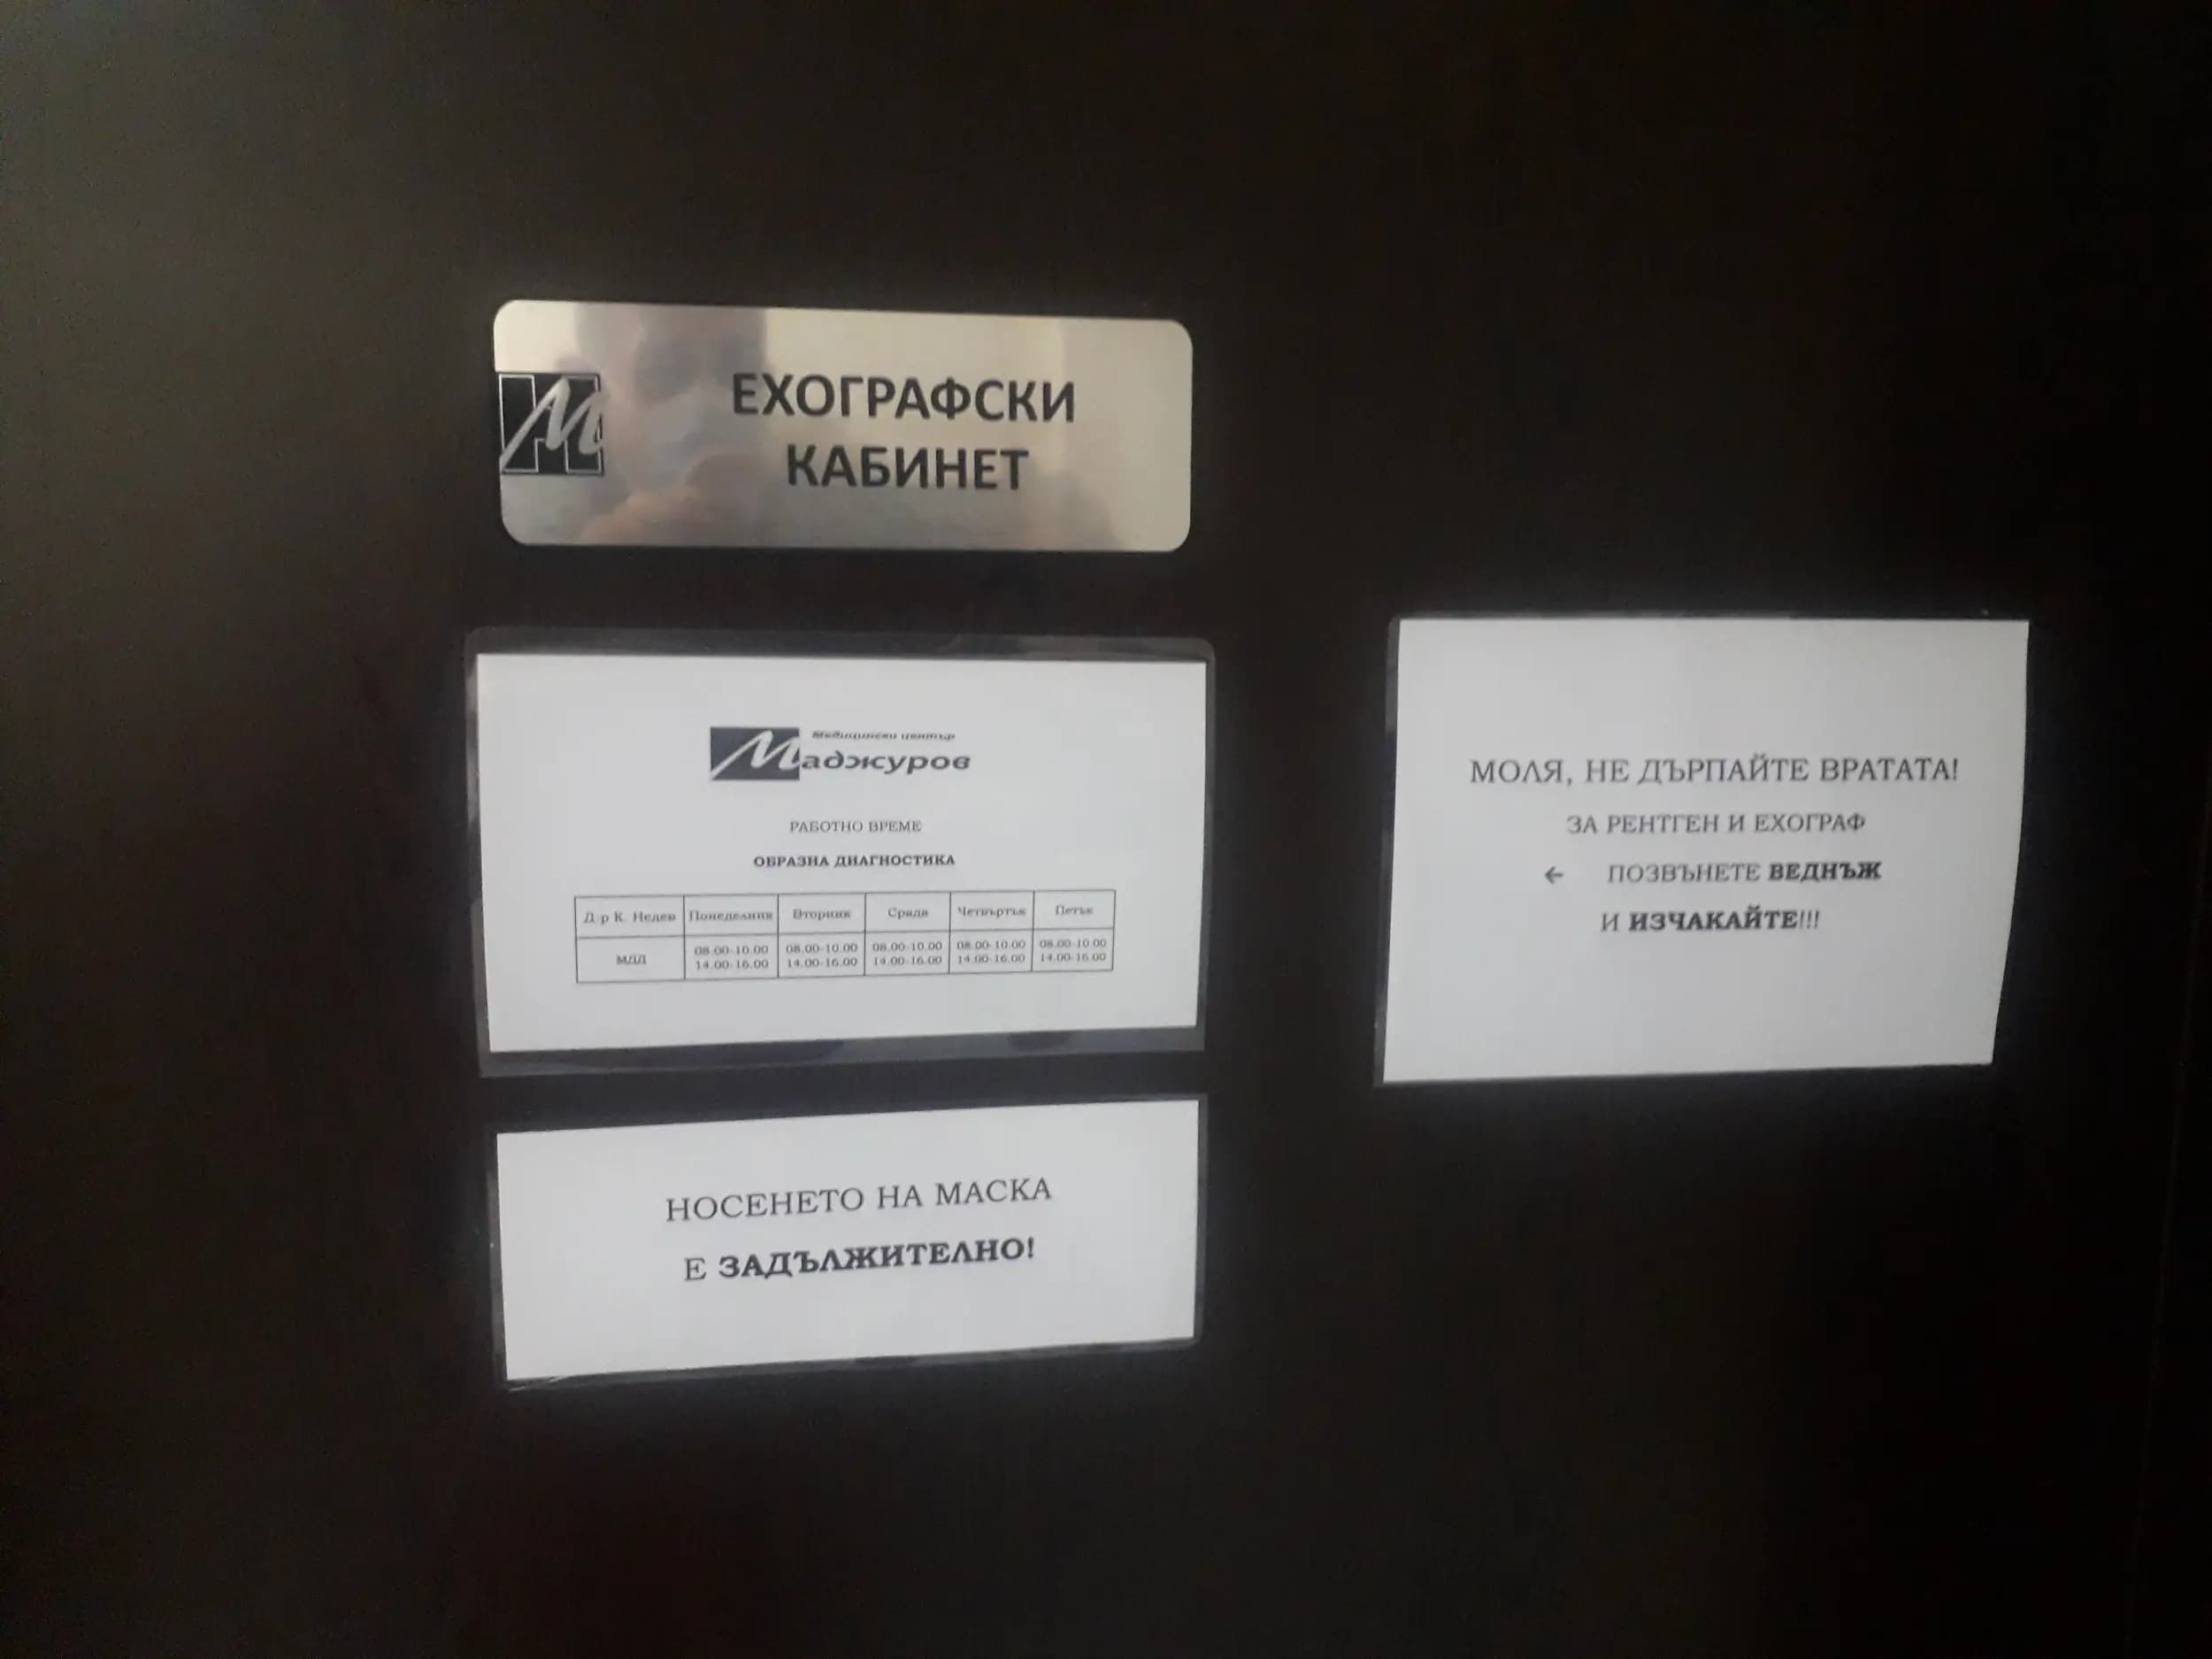 ЕХОГРАФСКИ
КАБИНЕТ
Медицински център
Маджуров
РАБОТНО ВРЕМЕ
ОБРАЗНА ДИАГНОСТИКА
Д-р К. Недев Понеделник Вторник Сряда Четвъртък Петък
МДД 08.00-10.00 08.00-10.00 08.00-10.00 08.00-10.00 08.00-10.00
14.00-16.00 14.00-16.00 14.00-16.00 14.00-16.00 14.00-16.00
НОСЕНЕТО НА МАСКА
Е ЗАДЪЛЖИТЕЛНО!
МОЛЯ, НЕ ДЪРПАЙТЕ ВРАТАТА!
ЗА РЕНТГЕН И ЕХОГРАФ
← ПОЗВЪНЕТЕ ВЕДНЪЖ
И ИЗЧАКАЙТЕ!!!